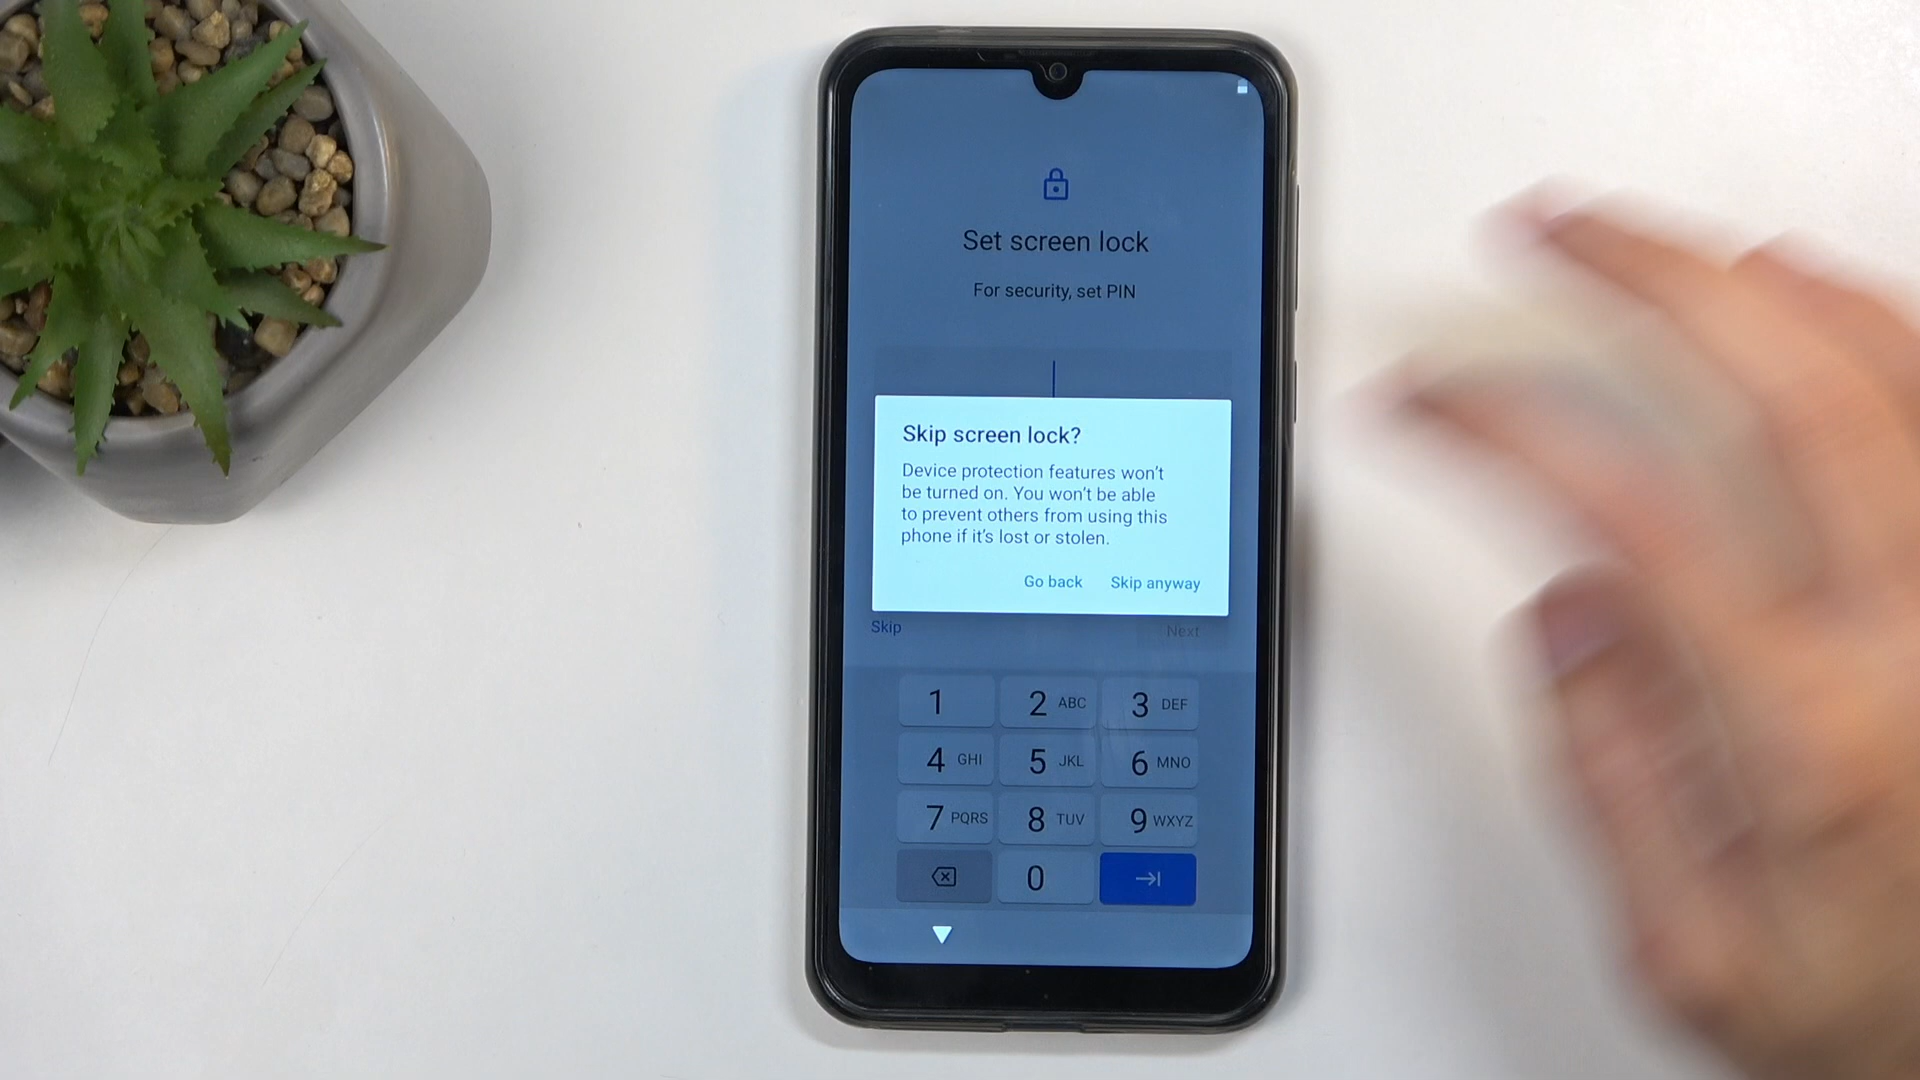 Set screen lock
For security, set PIN
Skip screen lock?
Device protection features won't
be turned on. You won't be able
to prevent others from using this
phone if it's lost or stolen.
Go back Skip anyway
Skip Next
1 2 ABC 3 DEF
4 GHI 5 JKL 6 MNO
7 PQRS 8 TUV 9 WXYZ
0